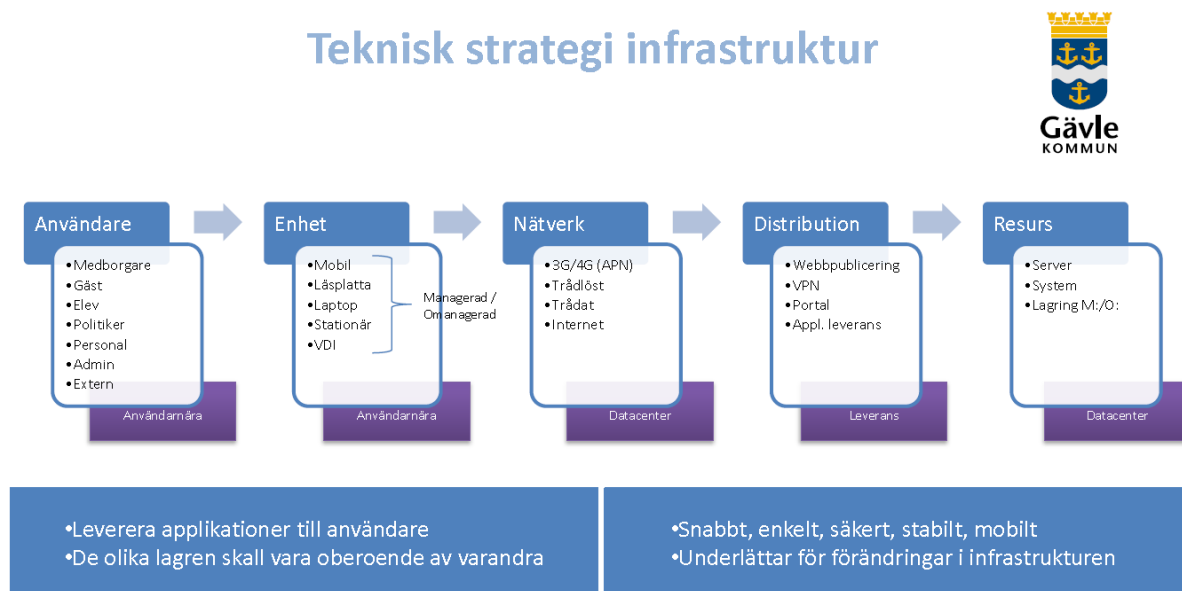 Teknisk strategi infrastruktur
Gävle
KOMMUN
Användare
•Medborgare
•Gäst
•Elev
•Politiker
•Personal
•Admin
•Extern
Användarnära
Enhet
•Mobil
•Läsplatta
•Laptop
•Stationär
•VDI
Managerad /
Omanagerad
Användarnära
Nätverk
•3G/4G (APN)
•Trådlöst
•Trådat
•Internet
Datacenter
Distribution
•Webbpublicering
•VPN
•Portal
•Appl. leverans
Leverans
Resurs
•Server
•System
•Lagring M:/O:
Datacenter
•Leverera applikationer till användare
•De olika lagren skall vara oberoende av varandra
•Snabbt, enkelt, säkert, stabilt, mobilt
•Underlättar för förändringar i infrastrukturen